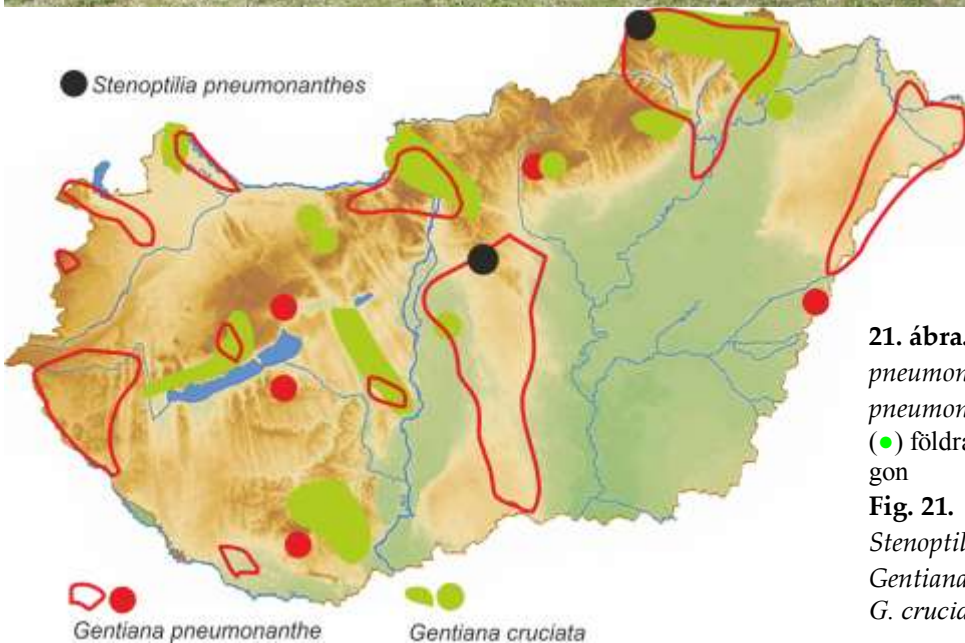 Stenoptilia pneumonanthes
Gentiana pneumonanthe
Gentiana cruciata
21. ábra.
pneumon
pneumon
(●) földra
gon
Fig. 21.
Stenoptil
Gentiana
G. crucia